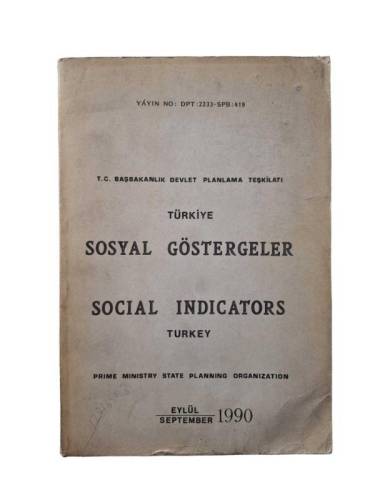 YAYIN NO: DPT:2233-SPB:419
T.C. BAŞBAKANLIK DEVLET PLANLAMA TEŞKİLATI
TÜRKİYE
SOSYAL GÖSTERGELER
SOCIAL INDICATORS
TURKEY
PRIME MINISTRY STATE PLANNING ORGANIZATION
EYLÜL
SEPTEMBER 1990